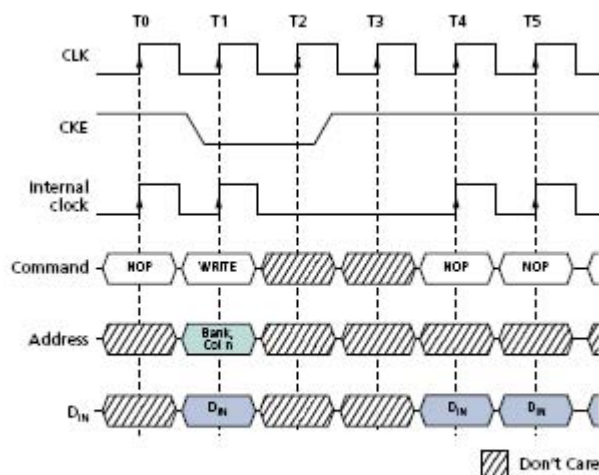 T0 T1 T2 T3 T4 T5
CLK
CKE
Internal
clock
Command NOP WRITE NOP NOP
Address Bank,
Col n
DIN DIN DIN DIN
Don't Care